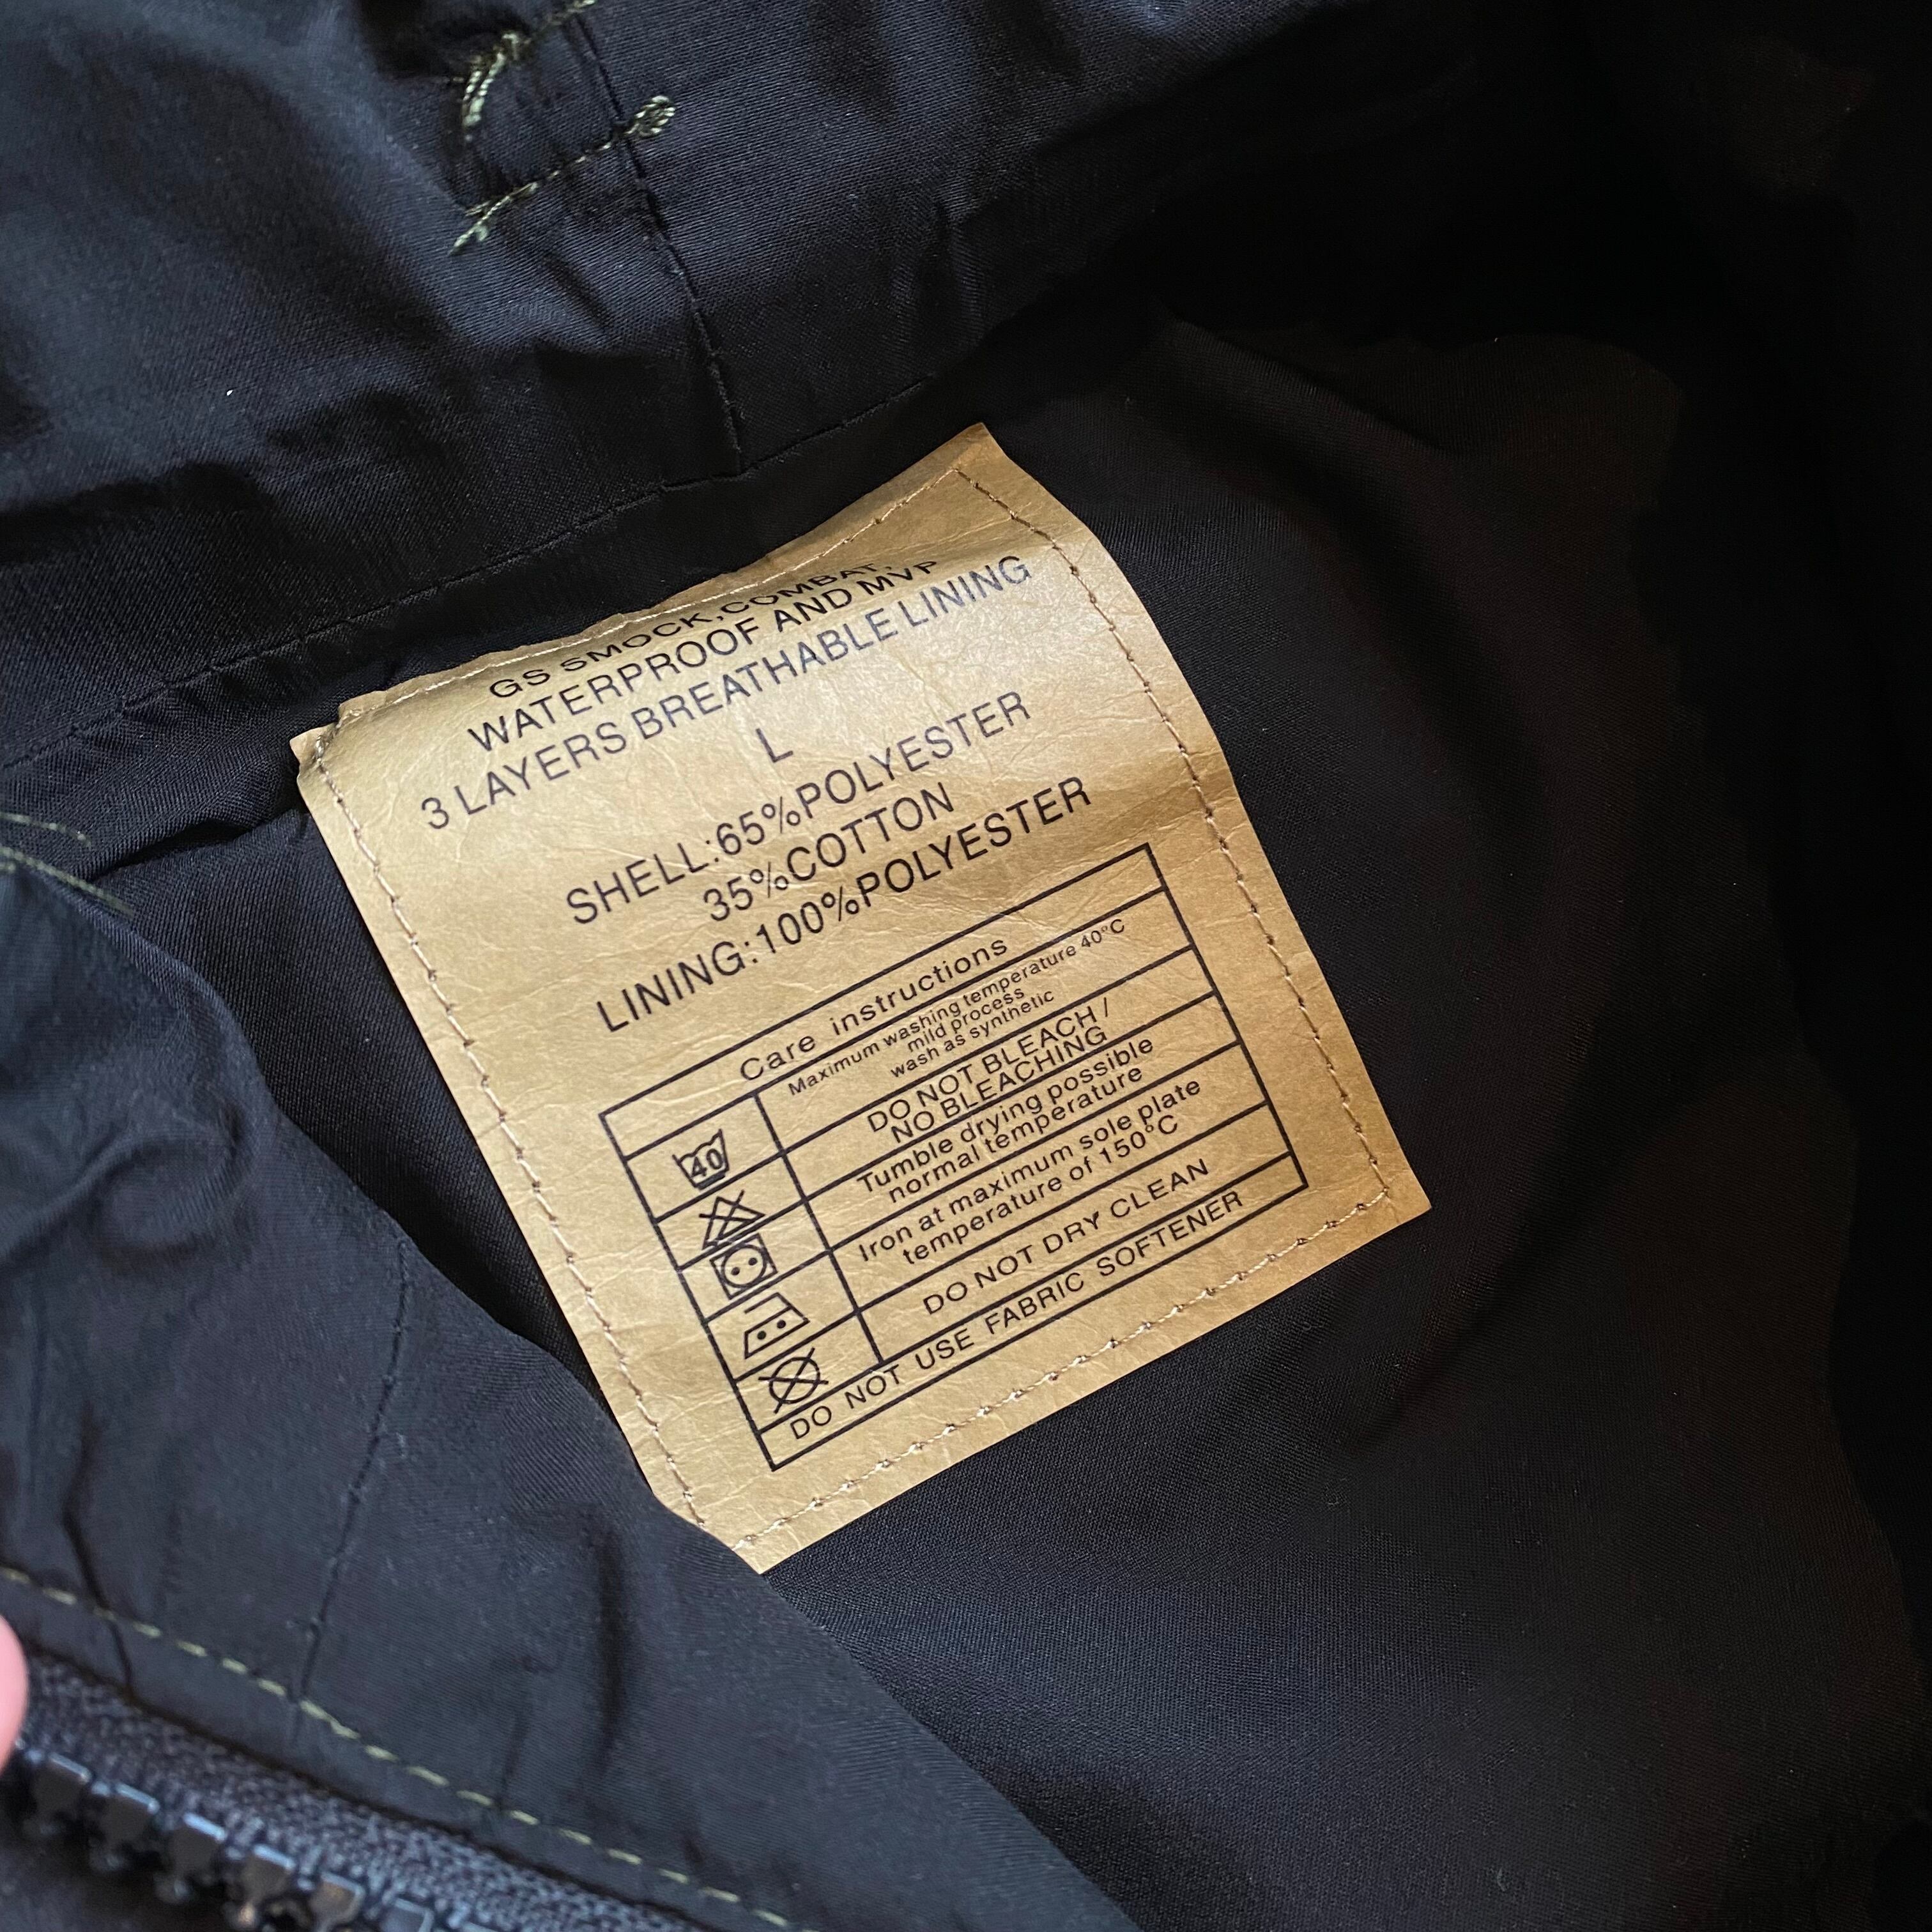 GS SMOCK,COMBAT,
WATERPROOF AND MVP
3 LAYERS BREATHABLE LINING
L
SHELL:65%POLYESTER
35%COTTON
LINING:100%POLYESTER
Care instructions
40
Maximum washing temperature 40°C
mild process
wash as synthetic
DO NOT BLEACH /
NO BLEACHING
Tumble drying possible
normal temperature
Iron at maximum sole plate
temperature of 150°C
DO NOT DRY CLEAN
DO NOT USE FABRIC SOFTENER